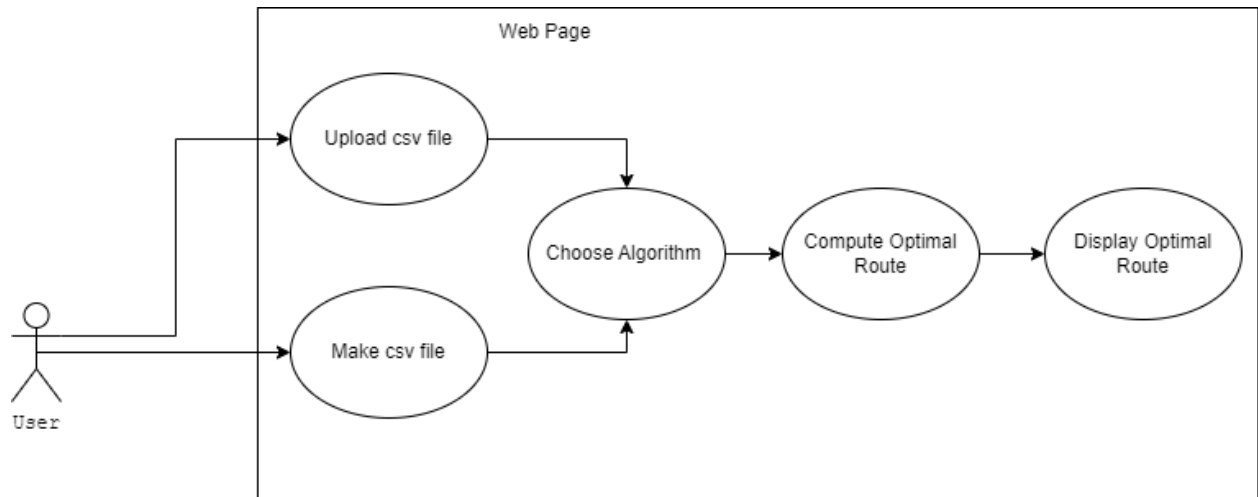 Web Page
Upload csv file
Choose Algorithm
Compute Optimal
Route
Display Optimal
Route
Make csv file
User